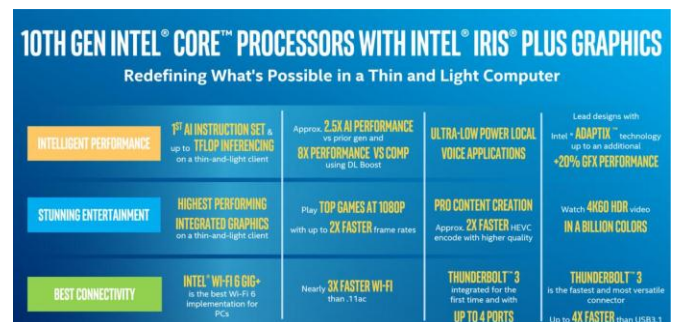 10TH GEN INTEL® CORE™ PROCESSORS WITH INTEL® IRIS® PLUS GRAPHICS
Redefining What's Possible in a Thin and Light Computer
INTELLIGENT PERFORMANCE
1ST AI INSTRUCTION SET &
up to TFLOP INFERENCING
on a thin-and-light client
Approx. 2.5X AI PERFORMANCE
vs prior gen and
8X PERFORMANCE VS COMP
using DL Boost
ULTRA-LOW POWER LOCAL
VOICE APPLICATIONS
Lead designs with
Intel® ADAPTIX™ technology
up to an additional
+20% GFX PERFORMANCE
STUNNING ENTERTAINMENT
HIGHEST PERFORMING
INTEGRATED GRAPHICS
on a thin-and-light client
Play TOP GAMES AT 1080P
with up to 2X FASTER frame rates
PRO CONTENT CREATION
Approx. 2X FASTER HEVC
encode with higher quality
Watch 4K60 HDR video
IN A BILLION COLORS
BEST CONNECTIVITY
INTEL® WI-FI 6 GIG+
is the best Wi-Fi 6
implementation for
PCs
Nearly 3X FASTER WI-FI
than .11ac
THUNDERBOLT™ 3
integrated for the
first time and with
UP TO 4 PORTS
THUNDERBOLT™ 3
is the fastest and most versatile
connector
Up to 4X FASTER than USB3.1